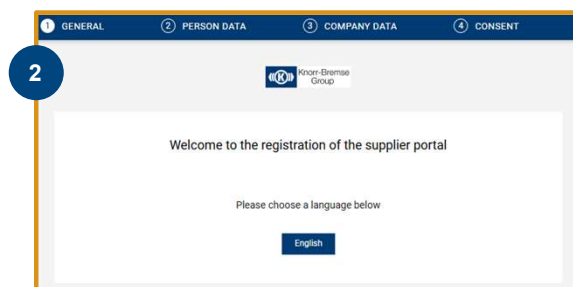 1 GENERAL 2 PERSON DATA 3 COMPANY DATA 4 CONSENT
2
((K)) Knorr-Bremse
Group
Welcome to the registration of the supplier portal
Please choose a language below
English